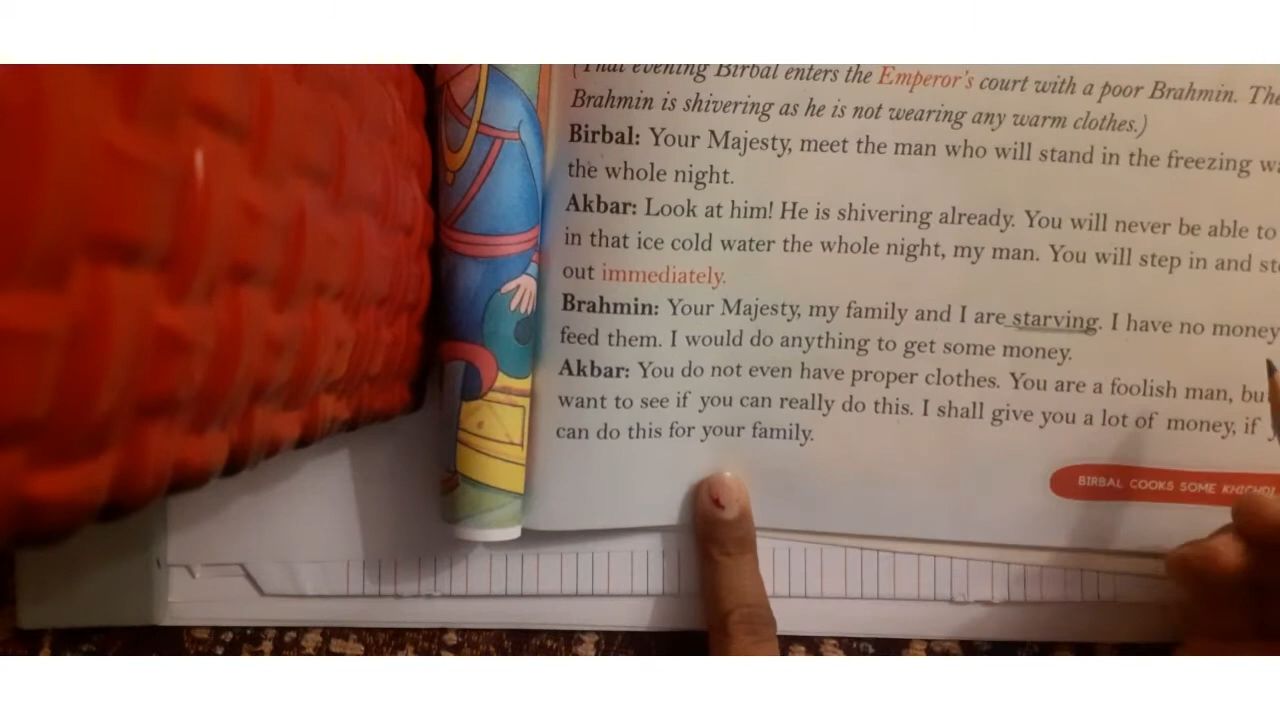 (That evening Birbal enters the Emperor's court with a poor Brahmin. The
Brahmin is shivering as he is not wearing any warm clothes.)
Birbal: Your Majesty, meet the man who will stand in the freezing
the whole night.
Akbar: Look at him! He is shivering already. You will never be able to
in that ice cold water the whole night, my man. You will step in and
out immediately.
Brahmin: Your Majesty, my family and I are starving. I have no money
feed them. I would do anything to get some money.
Akbar: You do not even have proper clothes. You are a foolish man,
want to see if you can really do this. I shall give you a lot of money, if
can do this for your family.
BIRBAL COOKS SOME KHICHDI